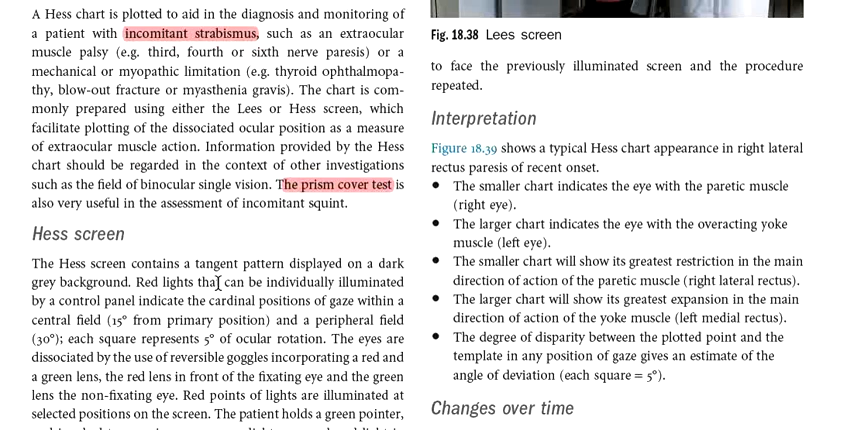 A Hess chart is plotted to aid in the diagnosis and monitoring of
a patient with incomitant strabismus, such as an extraocular
muscle palsy (e.g. third, fourth or sixth nerve paresis) or a
mechanical or myopathic limitation (e.g. thyroid ophthalmopa-
thy, blow-out fracture or myasthenia gravis). The chart is com-
monly prepared using either the Lees or Hess screen, which
facilitate plotting of the dissociated ocular position as a measure
of extraocular muscle action. Information provided by the Hess
chart should be regarded in the context of other investigations
such as the field of binocular single vision. The prism cover test is
also very useful in the assessment of incomitant squint.
Hess screen
The Hess screen contains a tangent pattern displayed on a dark
grey background. Red lights that can be individually illuminated
by a control panel indicate the cardinal positions of gaze within a
central field (15° from primary position) and a peripheral field
(30°); each square represents 5° of ocular rotation. The eyes are
dissociated by the use of reversible goggles incorporating a red and
a green lens, the red lens in front of the fixating eye and the green
lens the non-fixating eye. Red points of lights are illuminated at
selected positions on the screen. The patient holds a green pointer,
Fig. 18.38 Lees screen
to face the previously illuminated screen and the procedure
repeated.
Interpretation
Figure 18.39 shows a typical Hess chart appearance in right lateral
rectus paresis of recent onset.
• The smaller chart indicates the eye with the paretic muscle
(right eye).
• The larger chart indicates the eye with the overacting yoke
muscle (left eye).
• The smaller chart will show its greatest restriction in the main
direction of action of the paretic muscle (right lateral rectus).
• The larger chart will show its greatest expansion in the main
direction of action of the yoke muscle (left medial rectus).
• The degree of disparity between the plotted point and the
template in any position of gaze gives an estimate of the
angle of deviation (each square = 5°).
Changes over time